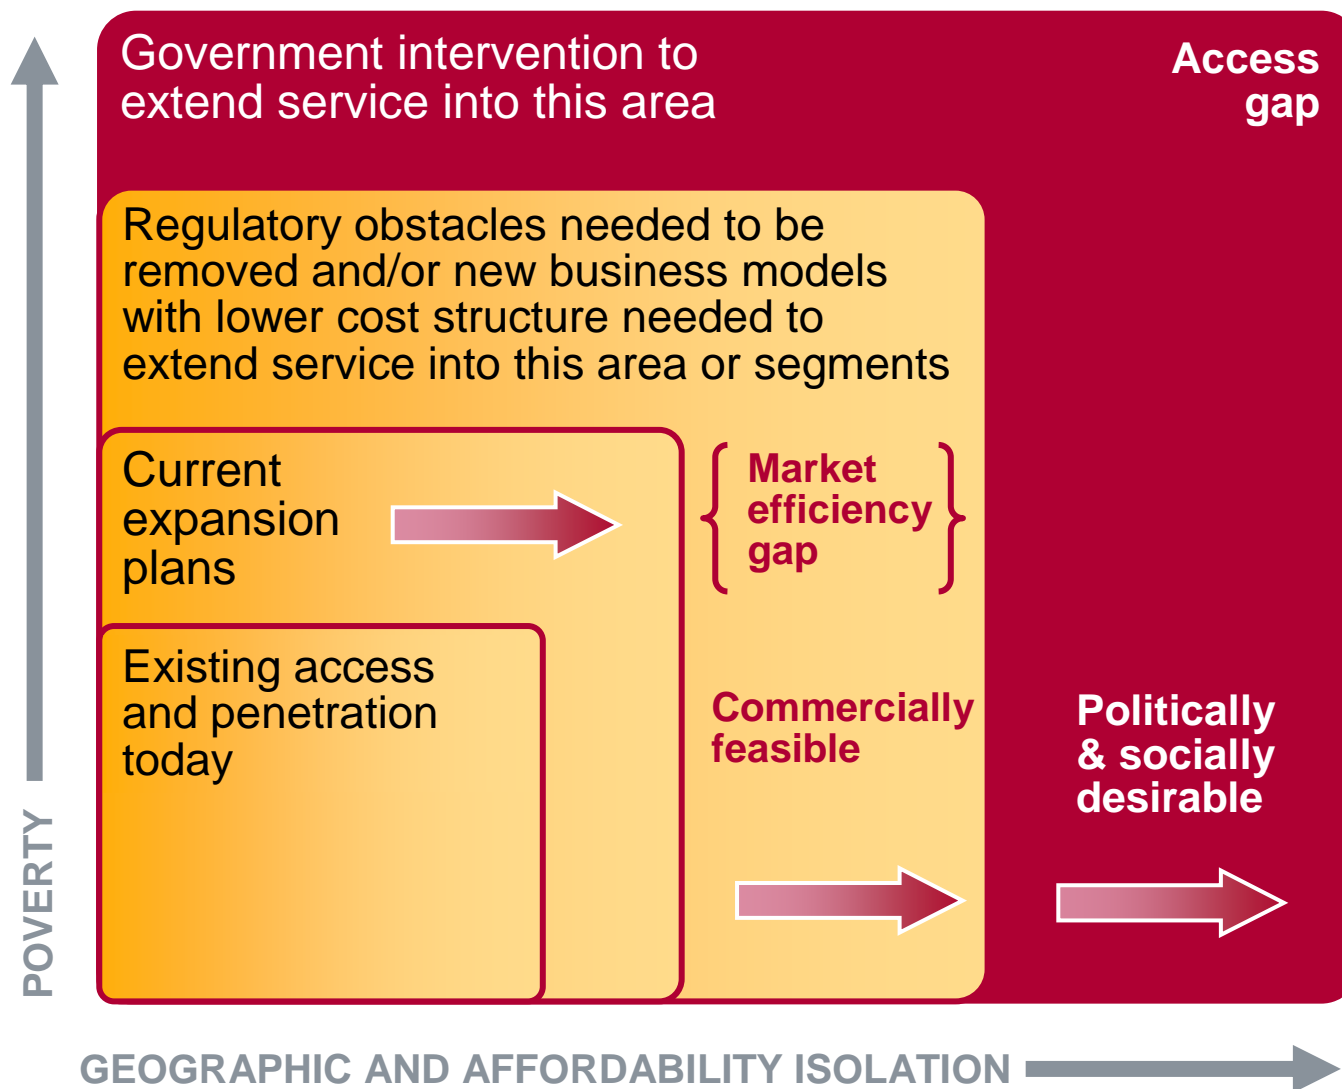 Government intervention to
extend service into this area
Access
gap
Regulatory obstacles needed to be
removed and/or new business models
with lower cost structure needed to
extend service into this area or segments
Current
expansion
plans
Market
efficiency
gap
Existing access
and penetration
today
Commercially
feasible
Politically
& socially
desirable
POVERTY
GEOGRAPHIC AND AFFORDABILITY ISOLATION